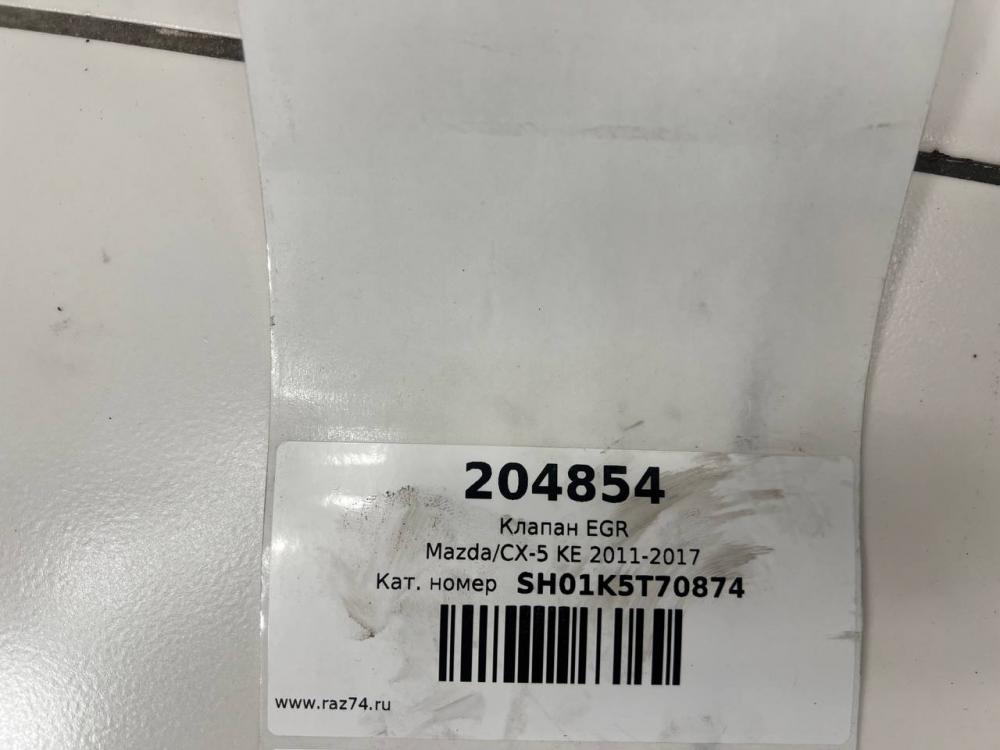 204854
Клапан EGR
Mazda/CX-5 KE 2011-2017
Кат. номер SH01K5T70874
www.raz74.ru